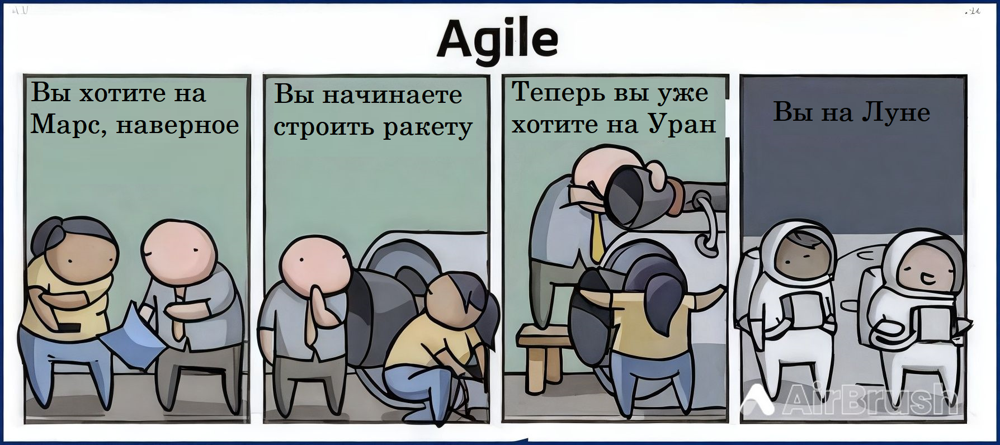 Agile
Вы хотите на
Марс, наверное
Вы начинаете
строить ракету
Теперь вы уже
хотите на Уран
Вы на Луне
AirBrush